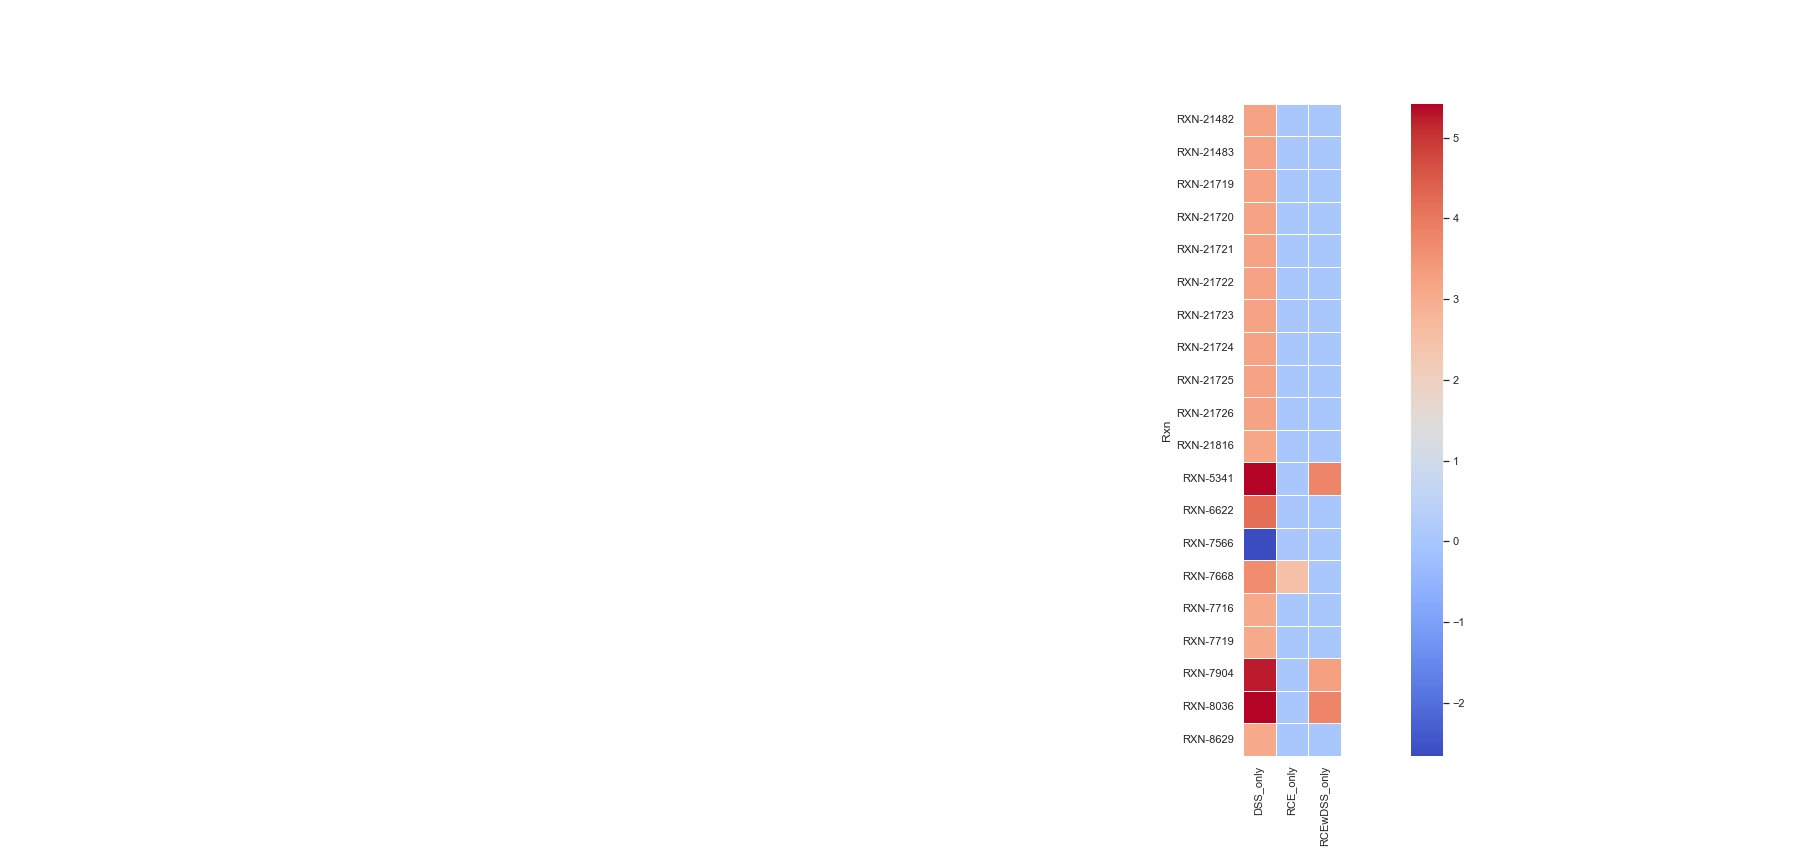 RXN-21482
RXN-21483
RXN-21719
RXN-21720
RXN-21721
RXN-21722
RXN-21723
RXN-21724
RXN-21725
RXN-21726
RXN-21816
RXN-5341
RXN-6622
RXN-7566
RXN-7668
RXN-7716
RXN-7719
RXN-7904
RXN-8036
RXN-8629
Rxn
DSS_only
RCE_only
RCEwDSS_only
5
4
3
2
1
0
−1
−2